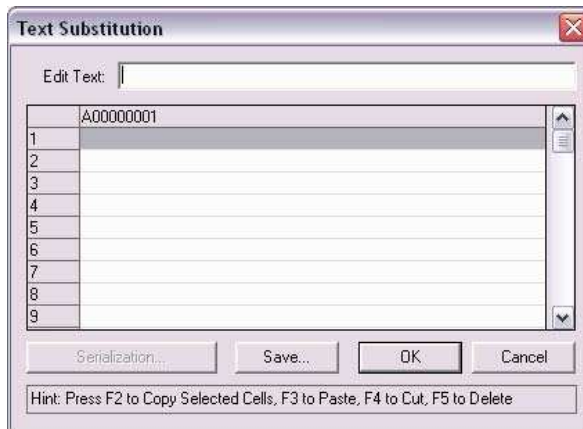 Text Substitution
Edit Text:
A00000001
1
2
3
4
5
6
7
8
9
Serialization... Save... OK Cancel
Hint: Press F2 to Copy Selected Cells, F3 to Paste, F4 to Cut, F5 to Delete